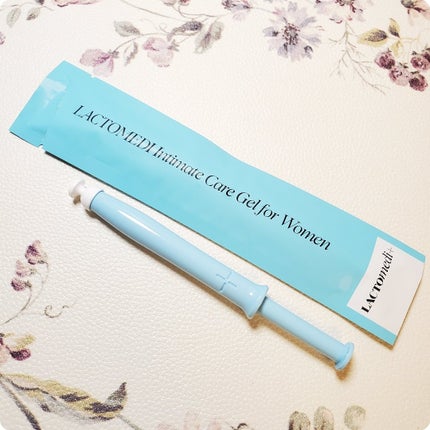 LACTOMEDI Intimate Care Gel for Women
LACTOmedi+